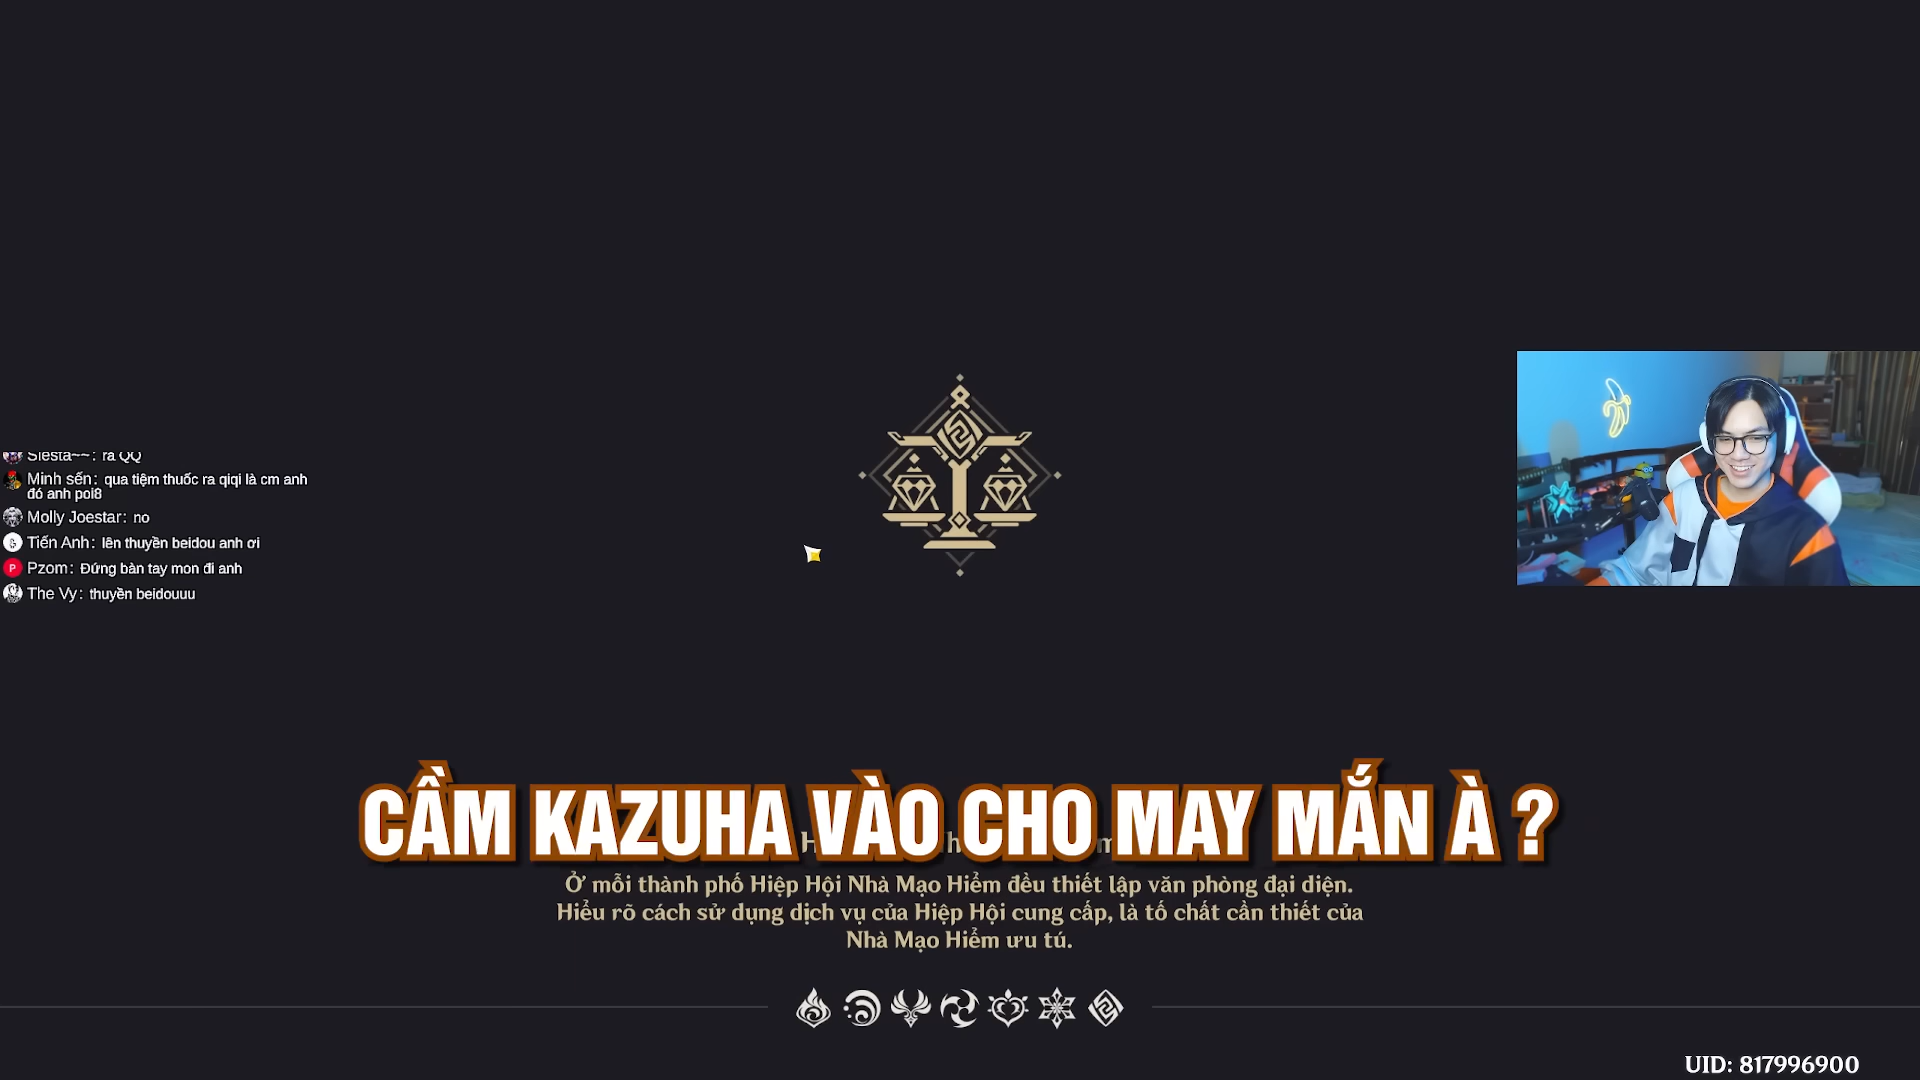 Siesta~~: ra QQ
Minh sến: qua tiệm thuốc ra qiqi là cm anh
đó anh poi8
Molly Joestar: no
Tiến Anh: lên thuyền beidou anh ơi
P Pzom: Đứng bàn tay mon đi anh
The Vy: thuyền beidouuu
CẦM KAZUHA VÀO CHO MAY MẮN À ?
Ở mỗi thành phố Hiệp Hội Nhà Mạo Hiểm đều thiết lập văn phòng đại diện.
Hiểu rõ cách sử dụng dịch vụ của Hiệp Hội cung cấp, là tố chất cần thiết của
Nhà Mạo Hiểm ưu tú.
UID: 817996900